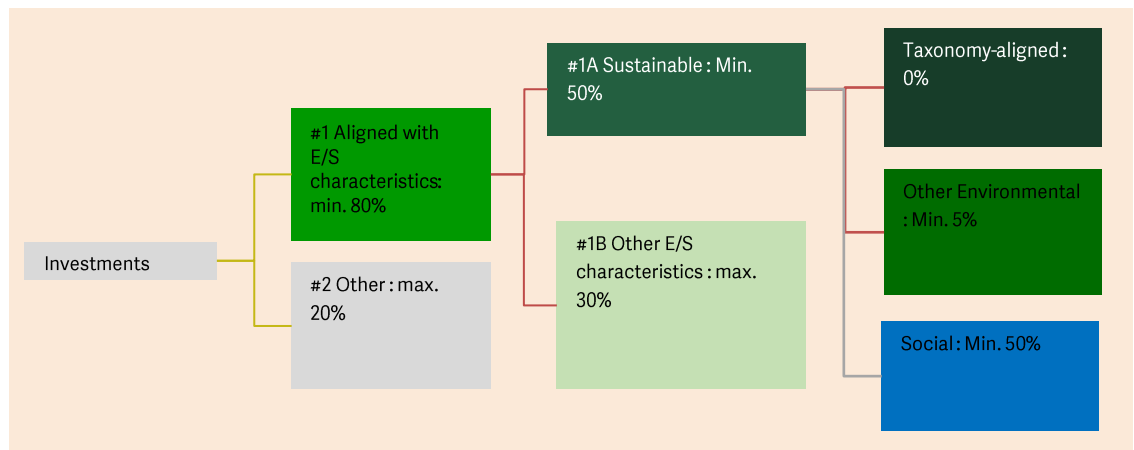 Investments
#1 Aligned with
E/S
characteristics:
min. 80%
#2 Other : max.
20%
#1A Sustainable : Min.
50%
#1B Other E/S
characteristics : max.
30%
Taxonomy-aligned :
0%
Other Environmental
: Min. 5%
Social : Min. 50%